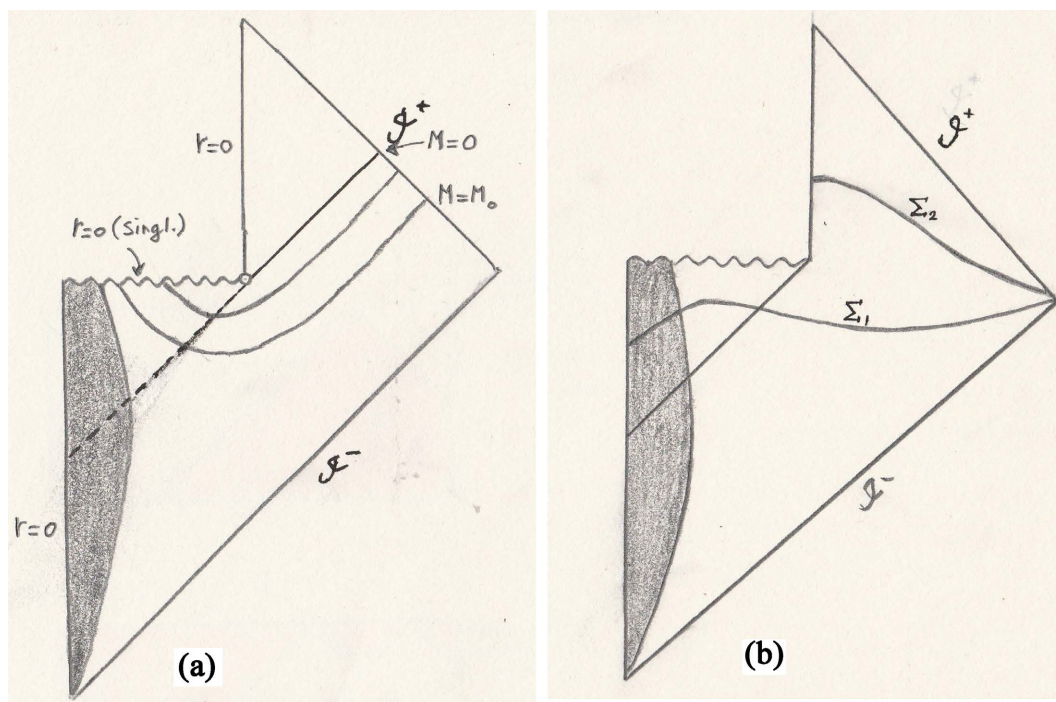 r=0
𝓘⁺
M=0
M=M₀
r=0 (Singl.)
r=0
𝓘⁻
(a)
𝓘⁺
Σ₂
Σ₁
𝓘⁻
(b)